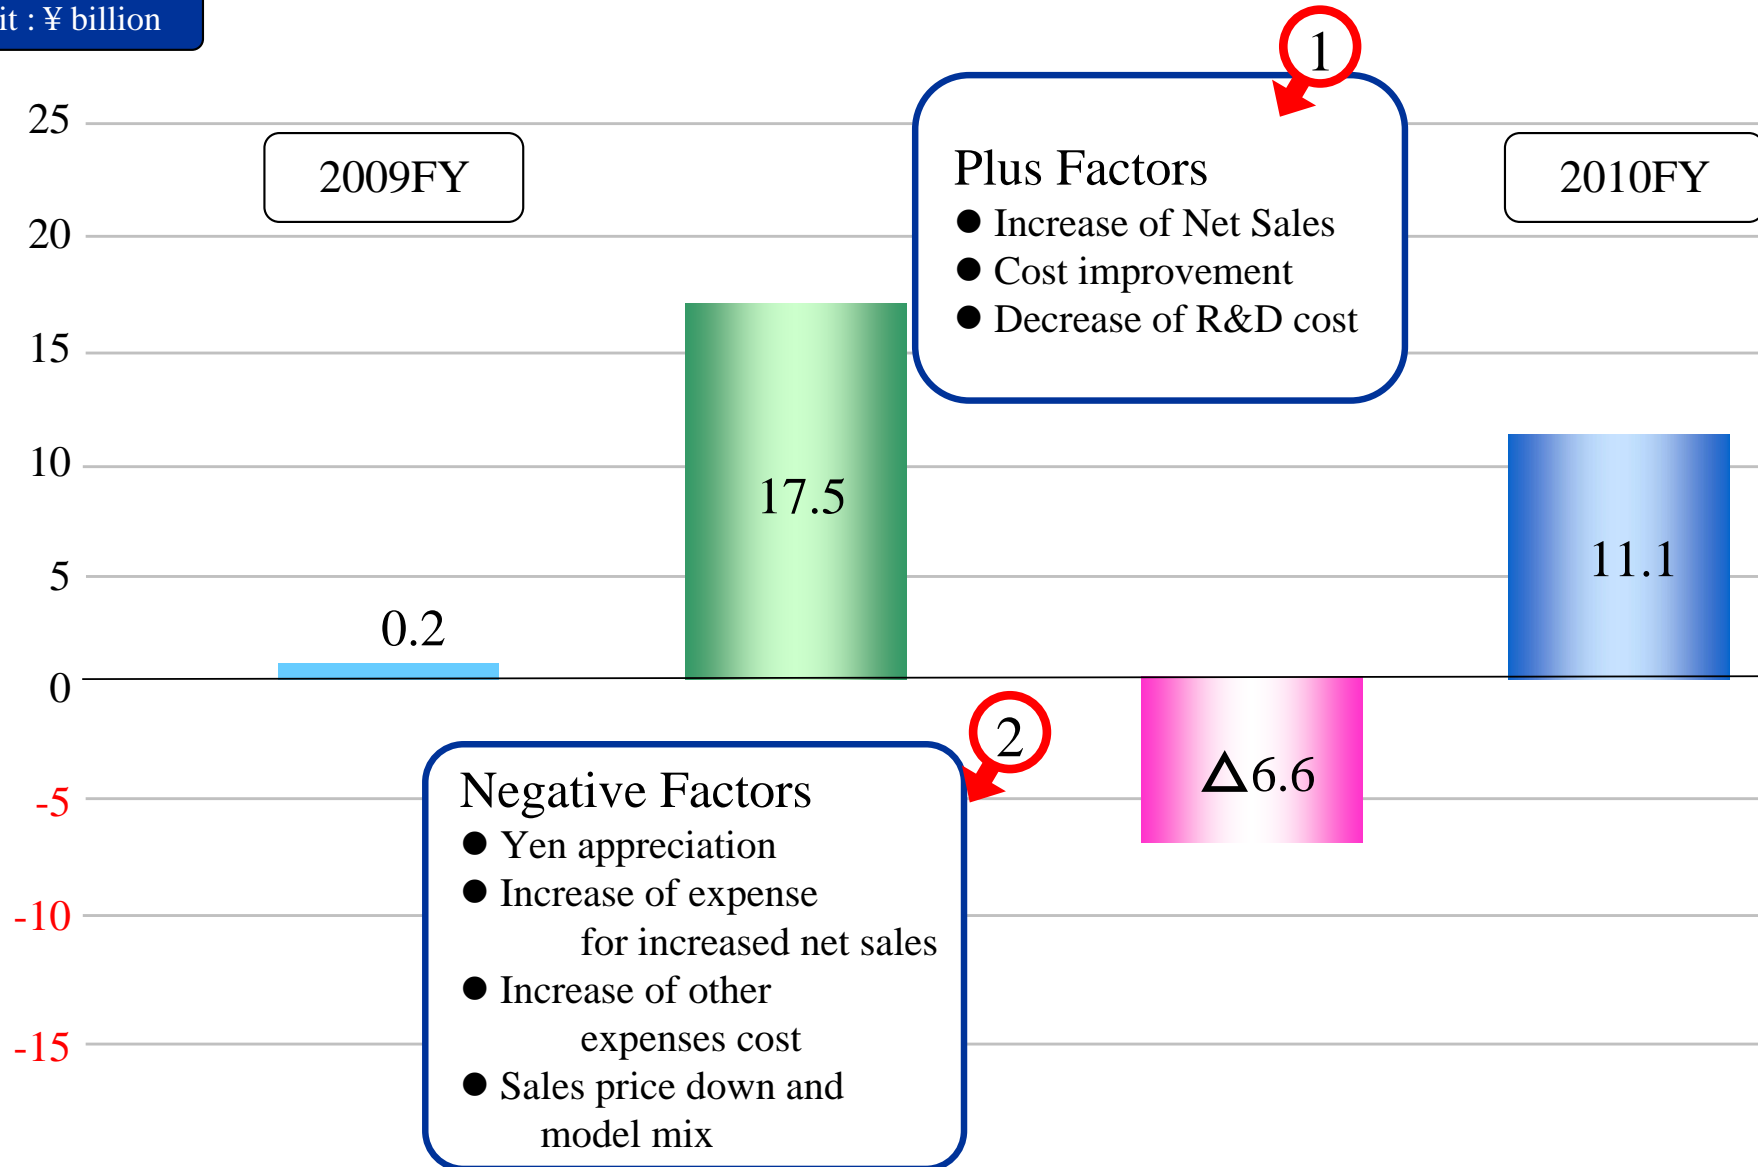 it : ¥ billion
1
25
2009FY
Plus Factors
2010FY
● Increase of Net Sales
20
● Cost improvement
● Decrease of R&D cost
15
10
17.5
11.1
5
0.2
0
2
Negative Factors
△6.6
-5
● Yen appreciation
● Increase of expense
-10
for increased net sales
● Increase of other
expenses cost
-15
● Sales price down and
model mix